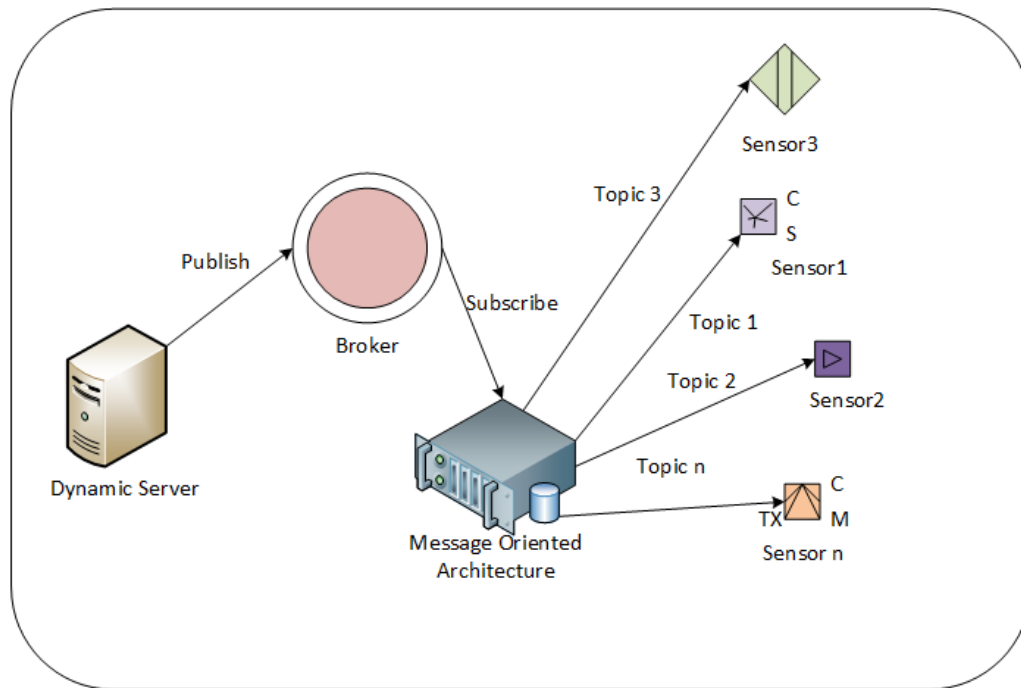 Sensor3
Topic 3
C
S
Sensor1
Publish
Subscribe
Broker
Topic 1
Topic 2
Sensor2
Topic n
Dynamic Server
C
TX
M
Message Oriented
Architecture
Sensor n